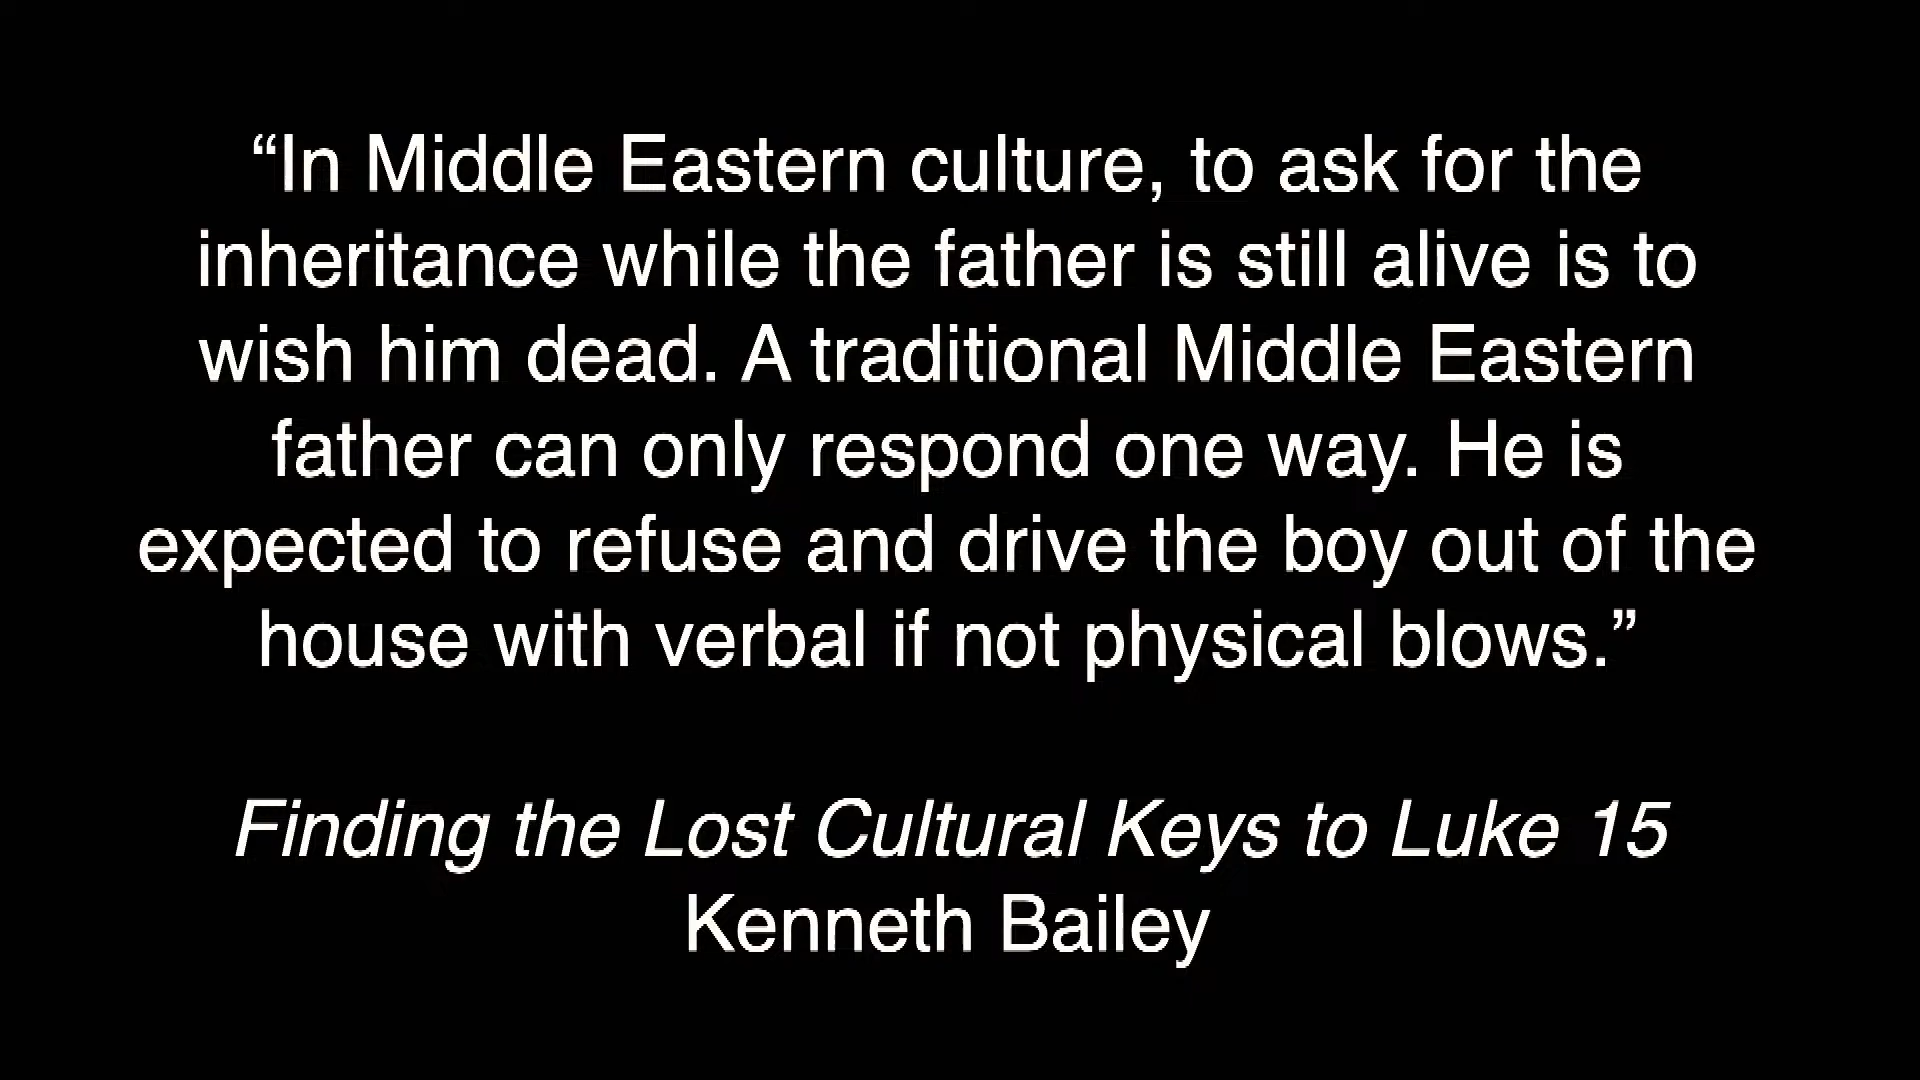 “In Middle Eastern culture, to ask for the
inheritance while the father is still alive is to
wish him dead. A traditional Middle Eastern
father can only respond one way. He is
expected to refuse and drive the boy out of the
house with verbal if not physical blows.”
Finding the Lost Cultural Keys to Luke 15
Kenneth Bailey